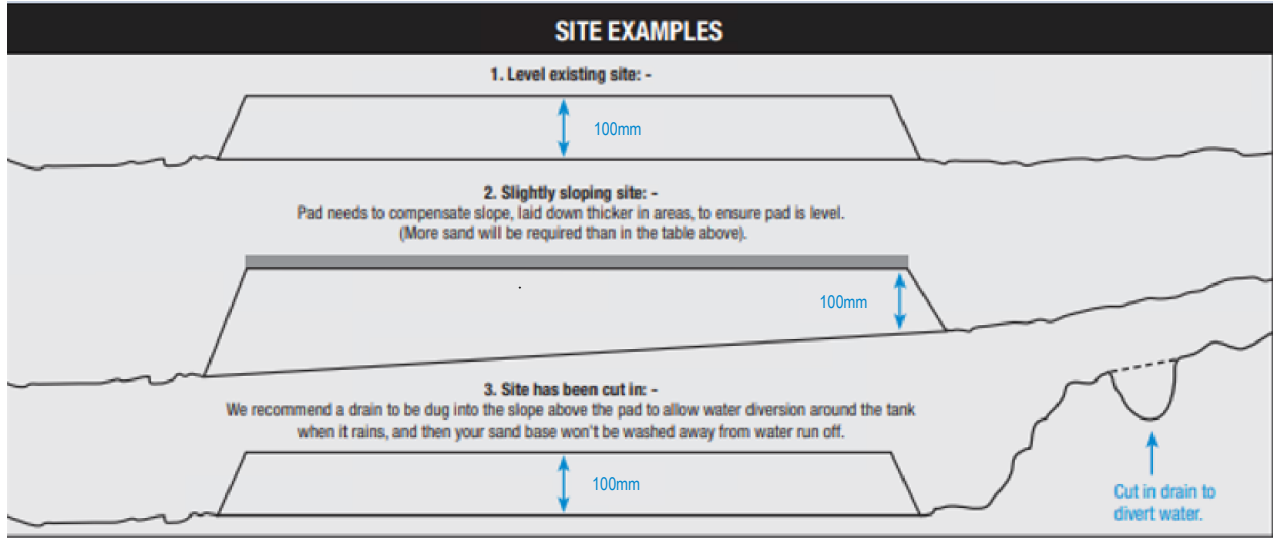 SITE EXAMPLES
1. Level existing site: -
100mm
2. Slightly sloping site: -
Pad needs to compensate slope, laid down thicker in areas, to ensure pad is level.
(More sand will be required than in the table above).
100mm
3. Site has been cut in: -
We recommend a drain to be dug into the slope above the pad to allow water diversion around the tank
when it rains, and then your sand base won't be washed away from water run off.
100mm
Cut in drain to
divert water.